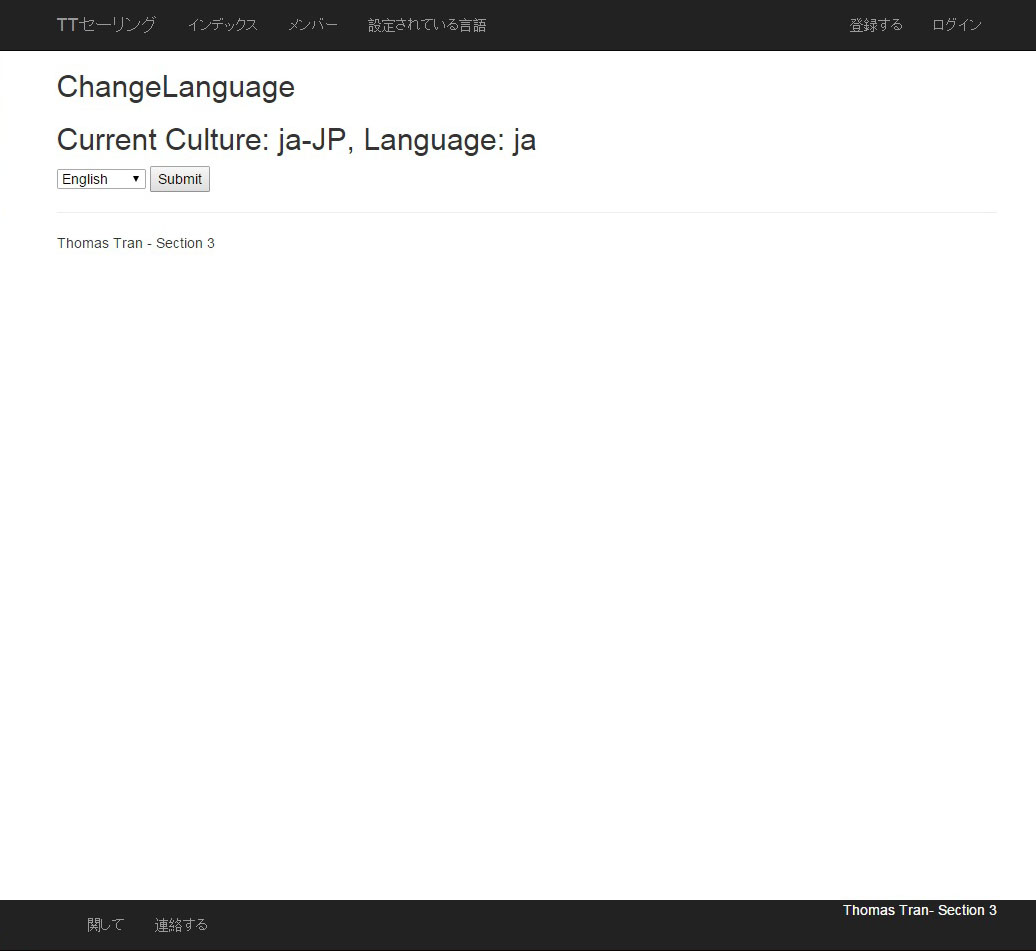 TTセーリング インデックス メンバー 設定されている言語 登録する ログイン
ChangeLanguage
Current Culture: ja-JP, Language: ja
English Submit
Thomas Tran - Section 3
Thomas Tran- Section 3
関して 連絡する